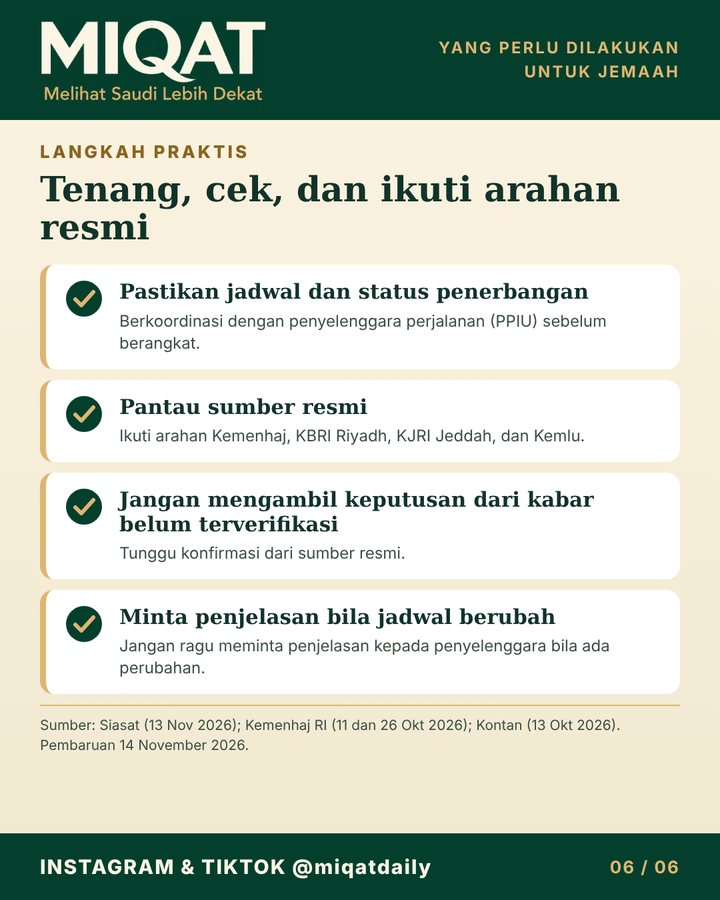 MIQAT
Melihat Saudi Lebih Dekat
YANG PERLU DILAKUKAN
UNTUK JEMAAH
LANGKAH PRAKTIS
Tenang, cek, dan ikuti arahan
resmi
Pastikan jadwal dan status penerbangan
Berkoordinasi dengan penyelenggara perjalanan (PPIU) sebelum
berangkat.
Pantau sumber resmi
Ikuti arahan Kemenhaj, KBRI Riyadh, KJRI Jeddah, dan Kemlu.
Jangan mengambil keputusan dari kabar
belum terverifikasi
Tunggu konfirmasi dari sumber resmi.
Minta penjelasan bila jadwal berubah
Jangan ragu meminta penjelasan kepada penyelenggara bila ada
perubahan.
Sumber: Siasat (13 Nov 2026); Kemenhaj RI (11 dan 26 Okt 2026); Kontan (13 Okt 2026).
Pembaruan 14 November 2026.
INSTAGRAM & TIKTOK @miqatdaily
06 / 06